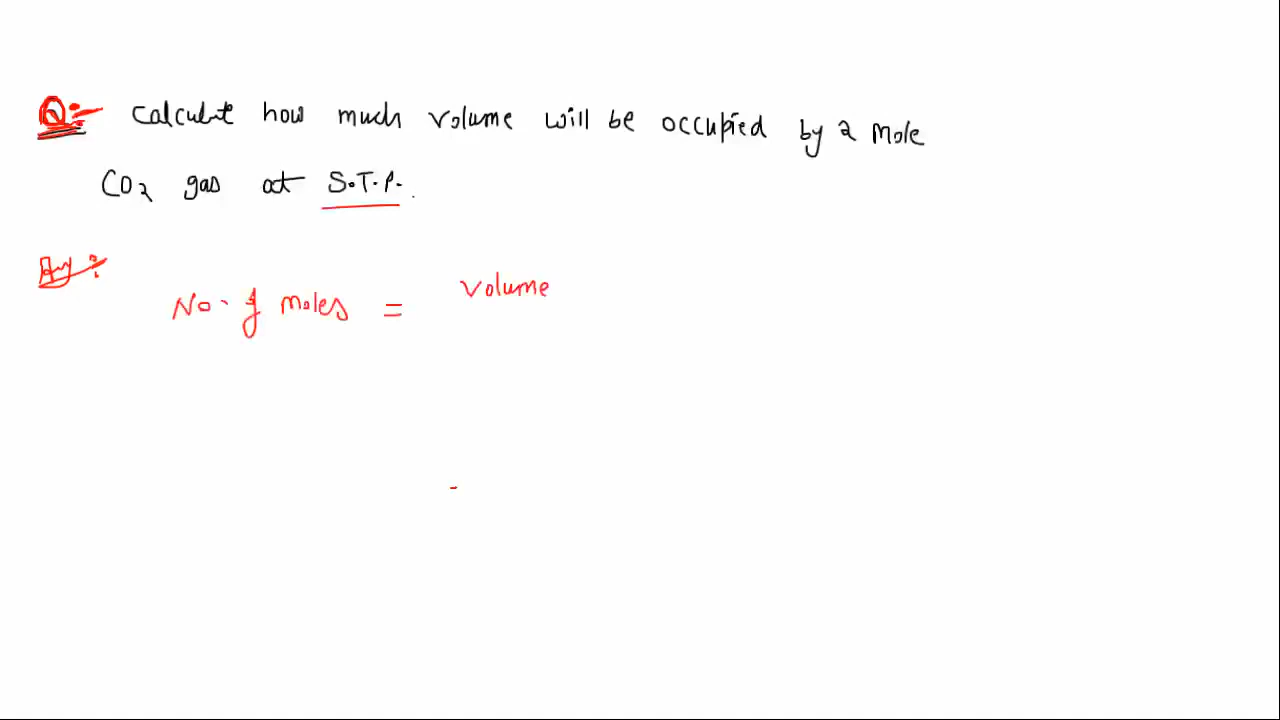 Q:- Calculate how much volume will be occupied by 2 mole
CO2 gas at S.T.P.
Ans:
No. of moles = volume